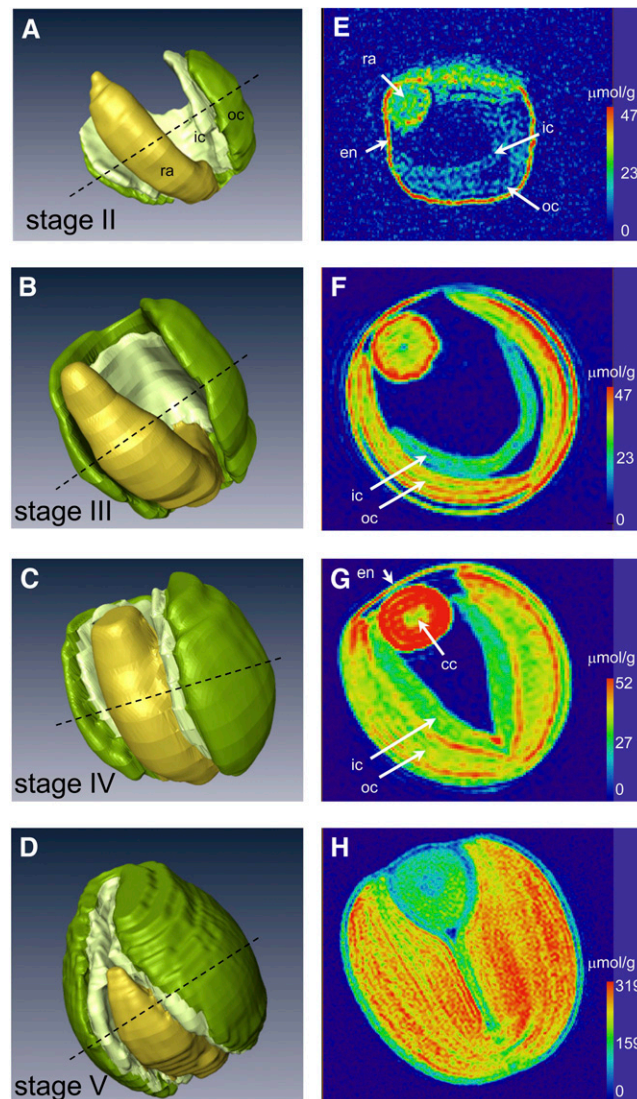 A
oc
ic
ra
stage II
E
ra
ic
en
oc
μmol/g
47
23
0
B
stage III
F
ic
oc
μmol/g
47
23
0
C
stage IV
G
en
cc
ic
oc
μmol/g
52
27
0
D
stage V
H
μmol/g
319
159
0